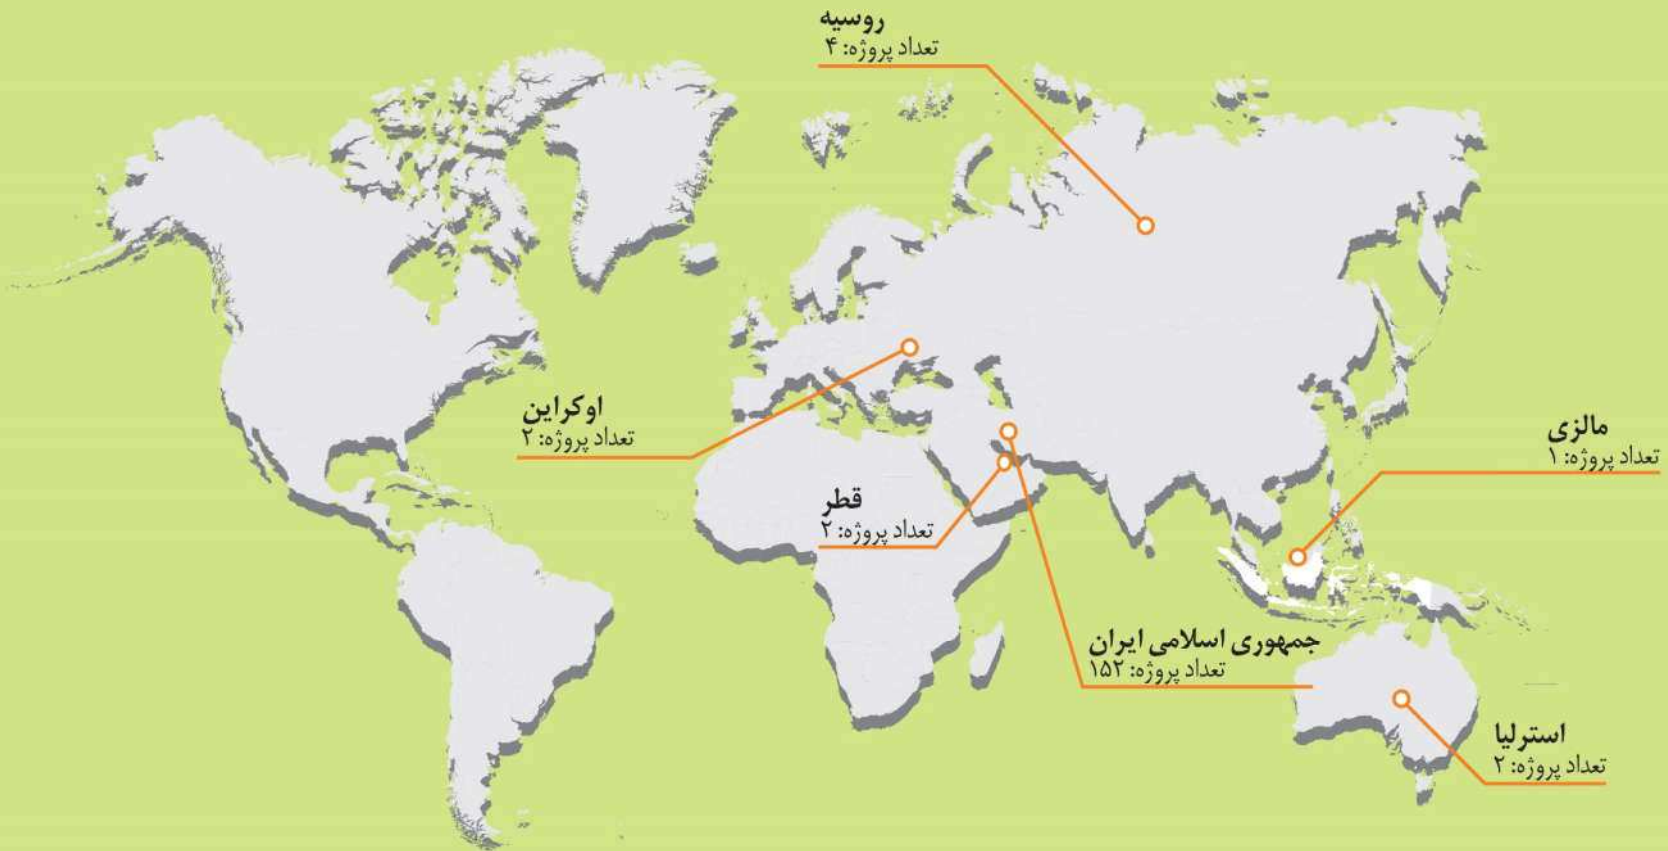 روسیه
تعداد پروژه: ۴
اوکراین
تعداد پروژه: ۲
مالزی
تعداد پروژه: ۱
قطر
تعداد پروژه: ۲
جمهوری اسلامی ایران
تعداد پروژه: ۱۵۲
استرلیا
تعداد پروژه: ۲